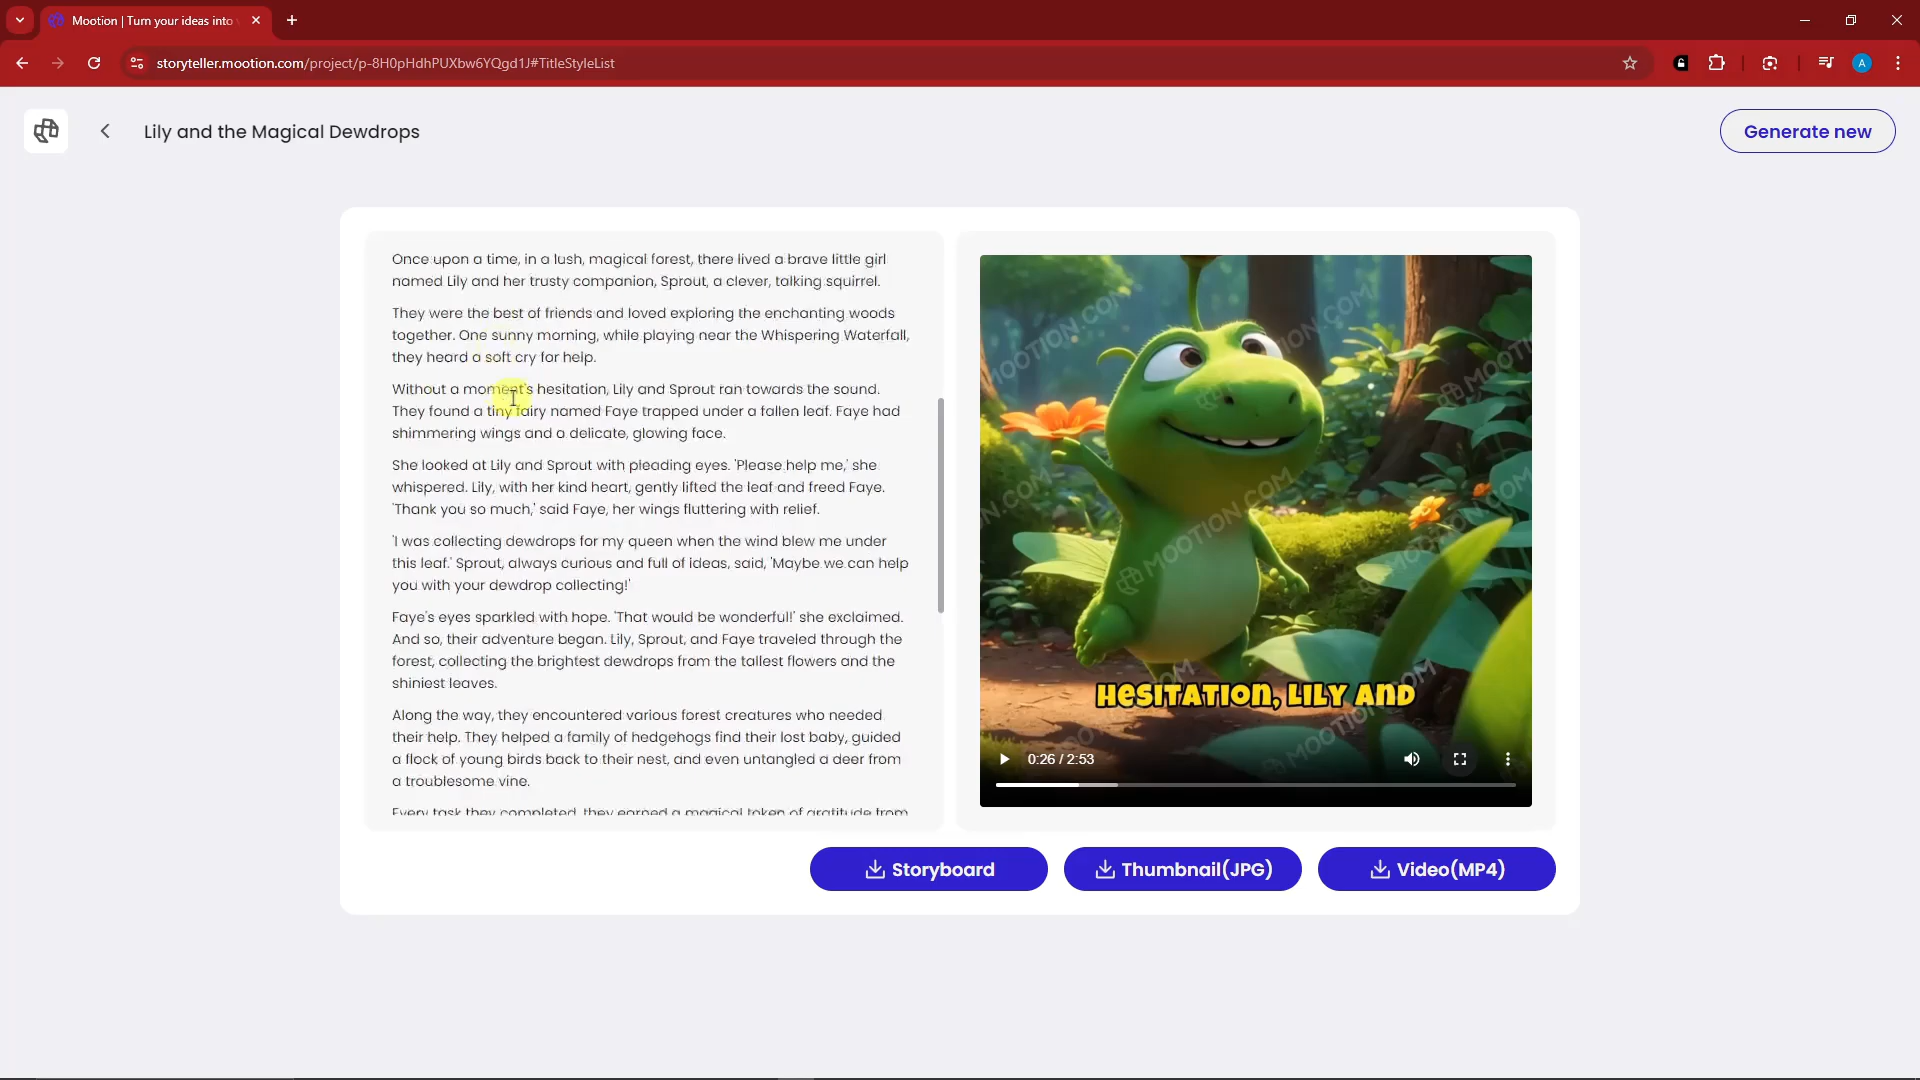 Mootion | Turn your ideas into
storyteller.mootion.com/project/p-8H0pHdhPUXbw6YQgd1J#TitleStyleList
A
Lily and the Magical Dewdrops
Generate new
Once upon a time, in a lush, magical forest, there lived a brave little girl
named Lily and her trusty companion, Sprout, a clever, talking squirrel.
They were the best of friends and loved exploring the enchanting woods
together. One sunny morning, while playing near the Whispering Waterfall,
they heard a soft cry for help.
Without a moment's hesitation, Lily and Sprout ran towards the sound.
They found a tiny fairy named Faye trapped under a fallen leaf. Faye had
shimmering wings and a delicate, glowing face.
She looked at Lily and Sprout with pleading eyes. 'Please help me,' she
whispered. Lily, with her kind heart, gently lifted the leaf and freed Faye.
'Thank you so much,' said Faye, her wings fluttering with relief.
'I was collecting dewdrops for my queen when the wind blew me under
this leaf.' Sprout, always curious and full of ideas, said, 'Maybe we can help
you with your dewdrop collecting!'
Faye's eyes sparkled with hope. 'That would be wonderful!' she exclaimed.
And so, their adventure began. Lily, Sprout, and Faye traveled through the
forest, collecting the brightest dewdrops from the tallest flowers and the
shiniest leaves.
Along the way, they encountered various forest creatures who needed
their help. They helped a family of hedgehogs find their lost baby, guided
a flock of young birds back to their nest, and even untangled a deer from
a troublesome vine.
Every task they completed, they earned a magical token of gratitude from
MOOTION.COM
HESITATION, LILY AND
0:26 / 2:53
Storyboard
Thumbnail(JPG)
Video(MP4)